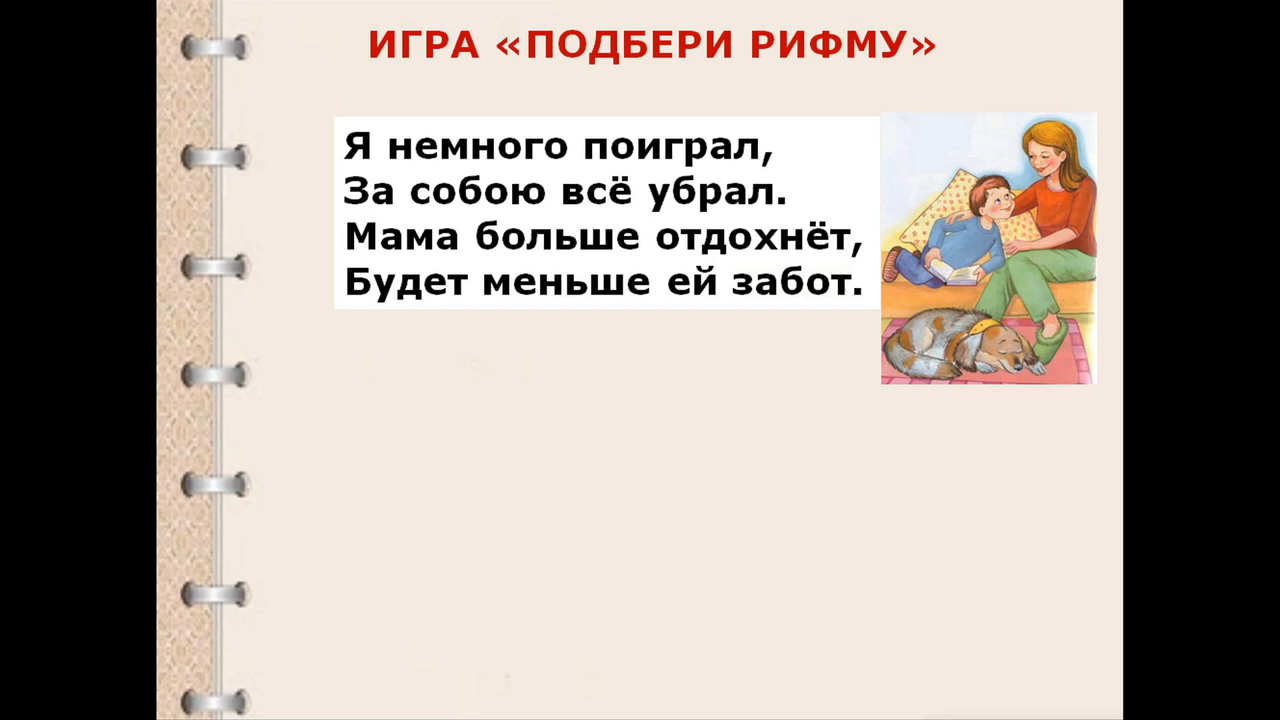 ИГРА «ПОДБЕРИ РИФМУ»
Я немного поиграл,
За собою всё убрал.
Мама больше отдохнёт,
Будет меньше ей забот.